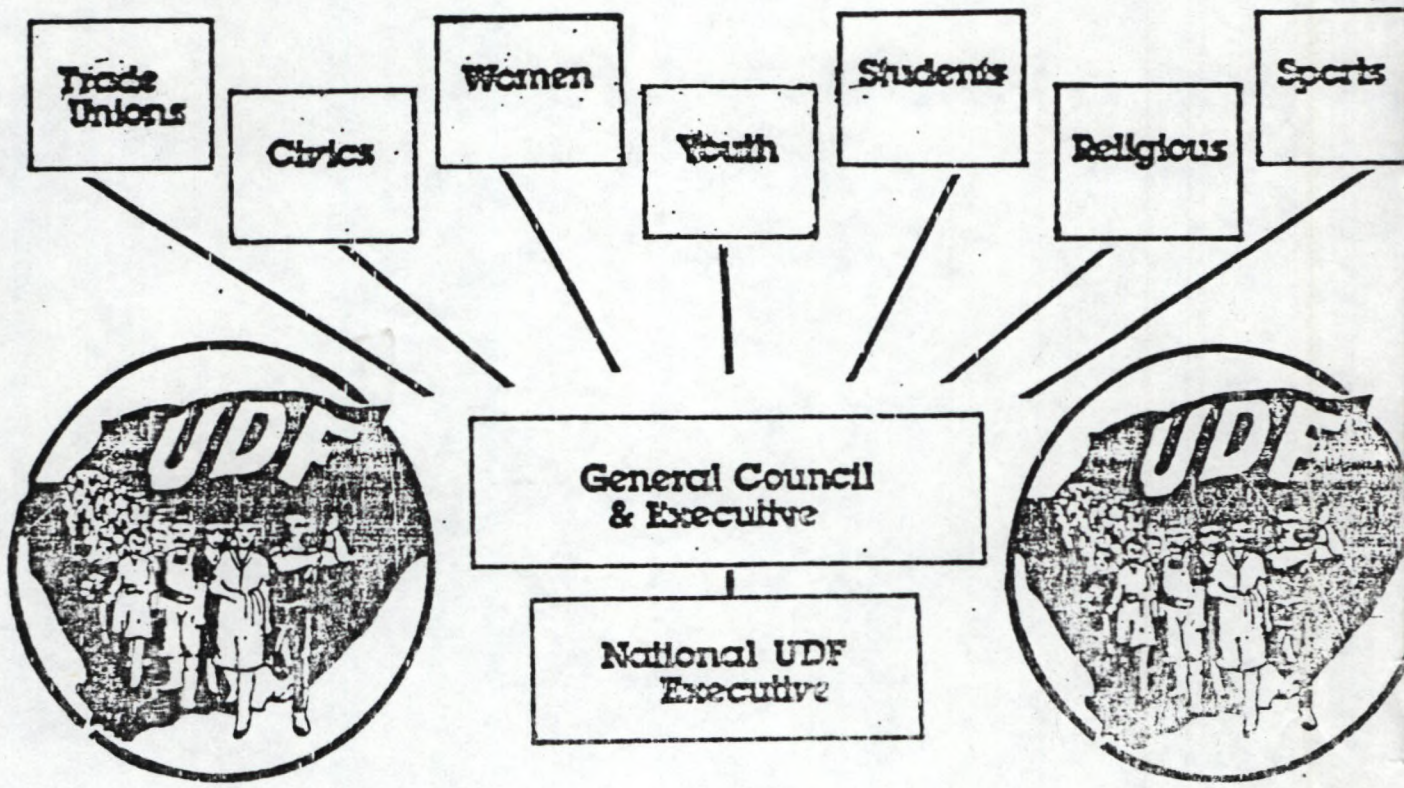 Trade
Unions
Civics
Women
Youth
Students
Religious
Sports
UDF
UDF
General Council
& Executive
National UDF
Executive